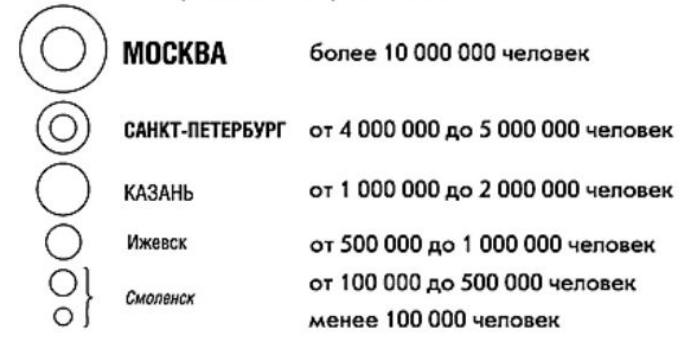 МОСКВА более 10 000 000 человек
САНКТ-ПЕТЕРБУРГ от 4 000 000 до 5 000 000 человек
КАЗАНЬ от 1 000 000 до 2 000 000 человек
Ижевск от 500 000 до 1 000 000 человек
от 100 000 до 500 000 человек
Смоленск
менее 100 000 человек